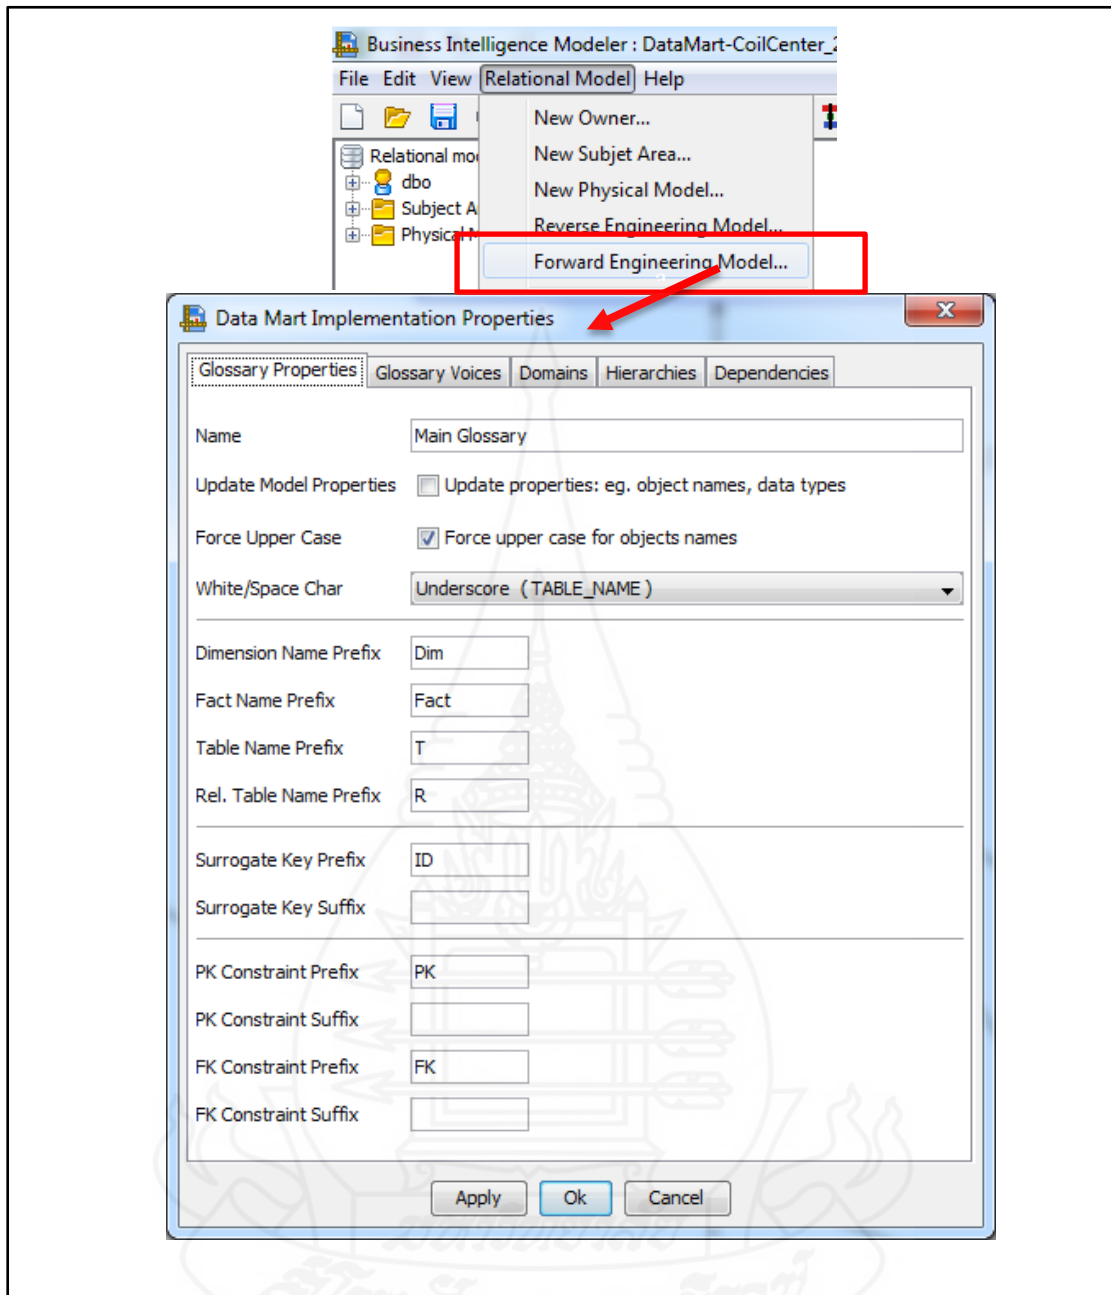 Business Intelligence Modeler : DataMart-CoilCenter_2
File Edit View Relational Model Help
New Owner...
Relational mo
New Subjet Area...
dbo
New Physical Model...
Subject A
Reverse Engineering Model...
Physical M
Forward Engineering Model...
Data Mart Implementation Properties
Glossary Properties Glossary Voices Domains Hierarchies Dependencies
Name Main Glossary
Update Model Properties Update properties: eg. object names, data types
Force Upper Case Force upper case for objects names
White/Space Char Underscore ( TABLE_NAME )
Dimension Name Prefix Dim
Fact Name Prefix Fact
Table Name Prefix T
Rel. Table Name Prefix R
Surrogate Key Prefix ID
Surrogate Key Suffix
PK Constraint Prefix PK
PK Constraint Suffix
FK Constraint Prefix FK
FK Constraint Suffix
Apply Ok Cancel